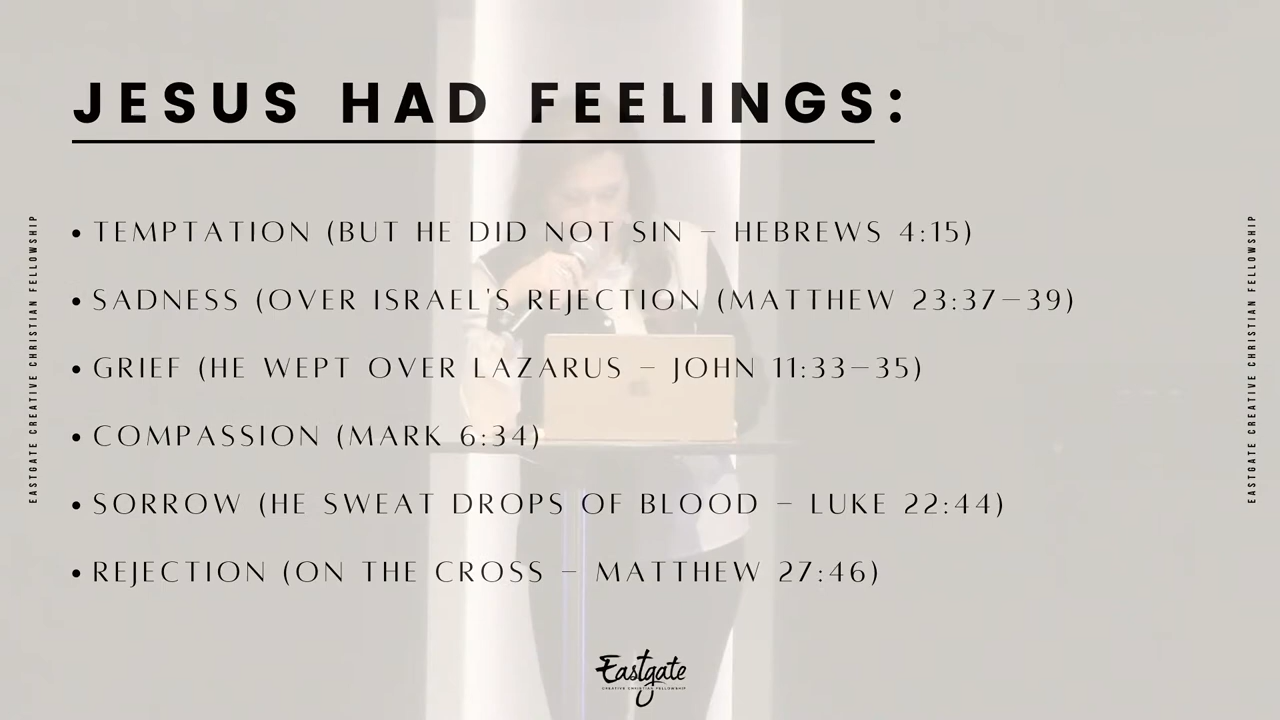 JESUS HAD FEELINGS:
• TEMPTATION (BUT HE DID NOT SIN – HEBREWS 4:15)
• SADNESS (OVER ISRAEL'S REJECTION (MATTHEW 23:37–39)
• GRIEF (HE WEPT OVER LAZARUS – JOHN 11:33–35)
• COMPASSION (MARK 6:34)
• SORROW (HE SWEAT DROPS OF BLOOD – LUKE 22:44)
• REJECTION (ON THE CROSS – MATTHEW 27:46)
EASTGATE CREATIVE CHRISTIAN FELLOWSHIP
EASTGATE CREATIVE CHRISTIAN FELLOWSHIP
Eastgate
CREATIVE CHRISTIAN FELLOWSHIP